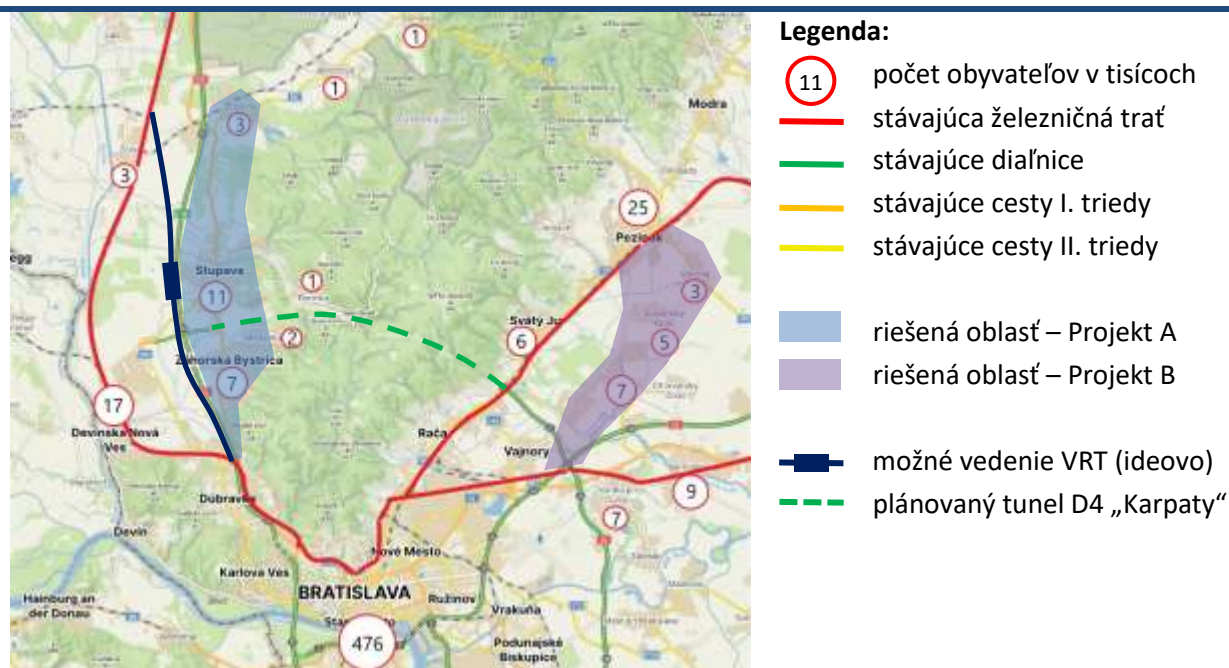 Legenda:
11 počet obyvateľov v tisícoch
stávajúca železničná trať
stávajúce diaľnice
stávajúce cesty I. triedy
stávajúce cesty II. triedy
riešená oblasť – Projekt A
riešená oblasť – Projekt B
možné vedenie VRT (ideovo)
plánovaný tunel D4 „Karpaty“
1
1
3
Modra
3
25
Pezinok
Stupava
11
1
3
2
Svätý Ju
6
5
Záhorská Bystrica
7
7
17
Devínska Nová
Ves
Rača
Vajnory
9
Dúbravka
7
Devín
Nové Mesto
Karlova Ves
BRATISLAVA
Ružinov
Hainburg an
der Donau
Vrakuňa
476
Podunajské
Biskupice